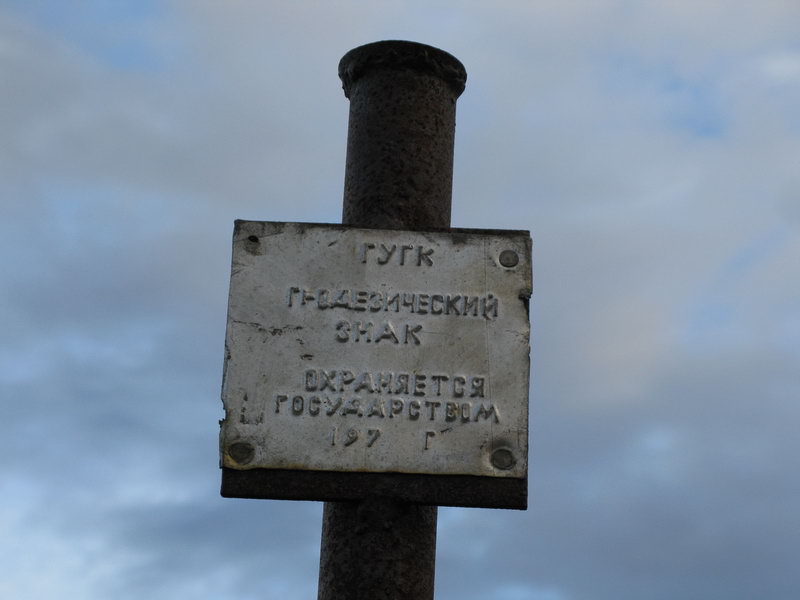 ГУГК
ГЕОДЕЗИЧЕСКИЙ
ЗНАК
ОХРАНЯЕТСЯ
ГОСУДАРСТВОМ
197 Г